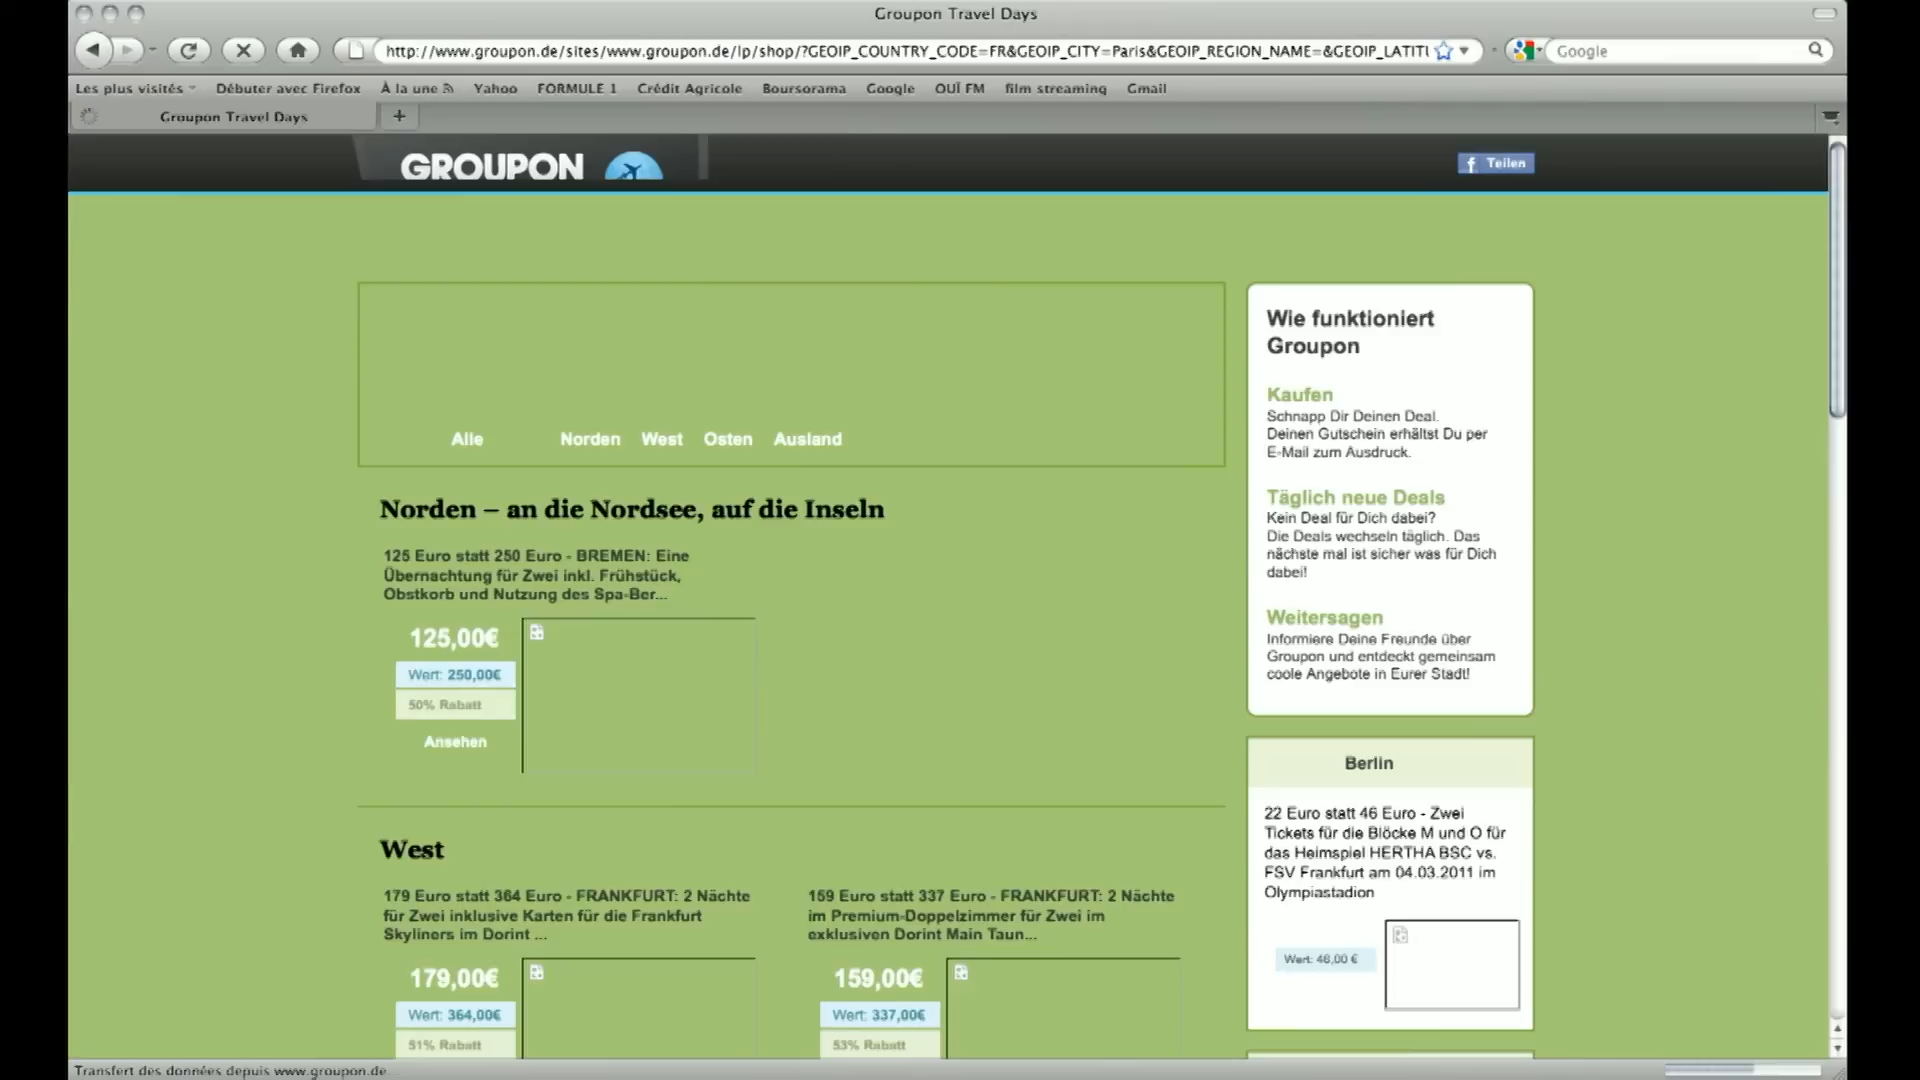 Groupon Travel Days
http://www.groupon.de/sites/www.groupon.de/lp/shop/?GEOIP_COUNTRY_CODE=FR&GEOIP_CITY=Paris&GEOIP_REGION_NAME=&GEOIP_LATITU
Google
Les plus visités Débuter avec Firefox À la une Yahoo FORMULE 1 Crédit Agricole Boursorama Google OUÏ FM film streaming Gmail
Groupon Travel Days
GROUPON
f Teilen
Alle Norden West Osten Ausland
Norden – an die Nordsee, auf die Inseln
125 Euro statt 250 Euro - BREMEN: Eine
Übernachtung für Zwei inkl. Frühstück,
Obstkorb und Nutzung des Spa-Ber...
125,00€
Wert: 250,00€
50% Rabatt
Ansehen
West
179 Euro statt 364 Euro - FRANKFURT: 2 Nächte
für Zwei inklusive Karten für die Frankfurt
Skyliners im Dorint ...
179,00€
Wert: 364,00€
51% Rabatt
159 Euro statt 337 Euro - FRANKFURT: 2 Nächte
im Premium-Doppelzimmer für Zwei im
exklusiven Dorint Main Taun...
159,00€
Wert: 337,00€
53% Rabatt
Wie funktioniert
Groupon
Kaufen
Schnapp Dir Deinen Deal.
Deinen Gutschein erhältst Du per
E-Mail zum Ausdruck.
Täglich neue Deals
Kein Deal für Dich dabei?
Die Deals wechseln täglich. Das
nächste mal ist sicher was für Dich
dabei!
Weitersagen
Informiere Deine Freunde über
Groupon und entdeckt gemeinsam
coole Angebote in Eurer Stadt!
Berlin
22 Euro statt 46 Euro - Zwei
Tickets für die Blöcke M und O für
das Heimspiel HERTHA BSC vs.
FSV Frankfurt am 04.03.2011 im
Olympiastadion
Wert: 46,00 €
Transfert des données depuis www.groupon.de...